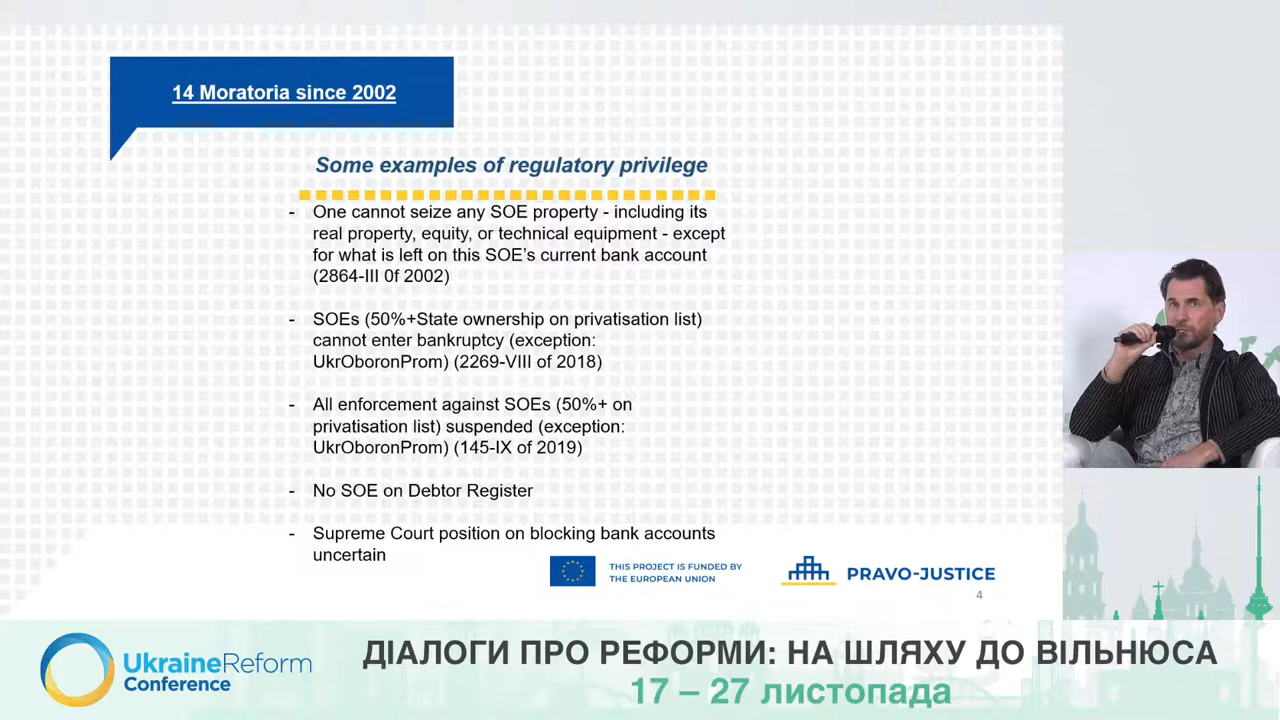 14 Moratoria since 2002
Some examples of regulatory privilege
- One cannot seize any SOE property - including its
real property, equity, or technical equipment - except
for what is left on this SOE's current bank account
(2864-III 0f 2002)
- SOEs (50%+State ownership on privatisation list)
cannot enter bankruptcy (exception:
UkrOboronProm) (2269-VIII of 2018)
- All enforcement against SOEs (50%+ on
privatisation list) suspended (exception:
UkrOboronProm) (145-IX of 2019)
- No SOE on Debtor Register
- Supreme Court position on blocking bank accounts
uncertain
THIS PROJECT IS FUNDED BY
THE EUROPEAN UNION
PRAVO-JUSTICE
4
UkraineReform
Conference
ДІАЛОГИ ПРО РЕФОРМИ: НА ШЛЯХУ ДО ВІЛЬНЮСА
17 – 27 листопада